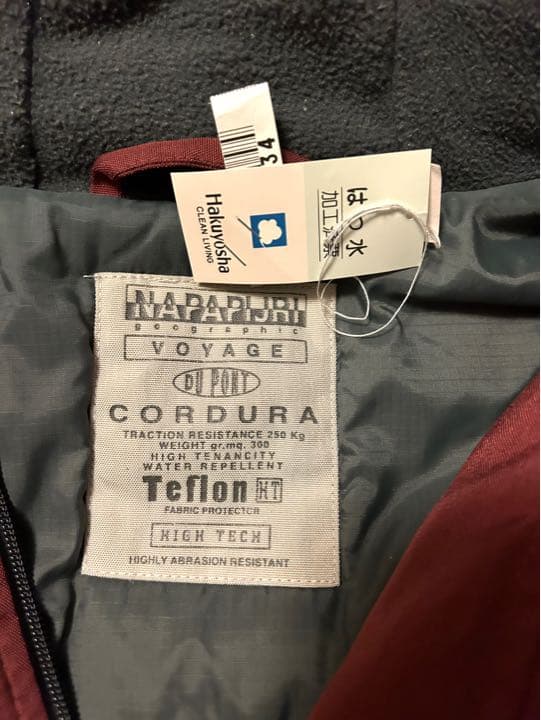 34
Hakuyosha
CLEAN LIVING
はっ水
加工済
NAPAPIJRI
geographic
VOYAGE
DU PONT
CORDURA
TRACTION RESISTANCE 250 Kg
WEIGHT gr.mq. 300
HIGH TENANCITY
WATER REPELLENT
Teflon HT
FABRIC PROTECTOR
HIGH TECH
HIGHLY ABRASION RESISTANT